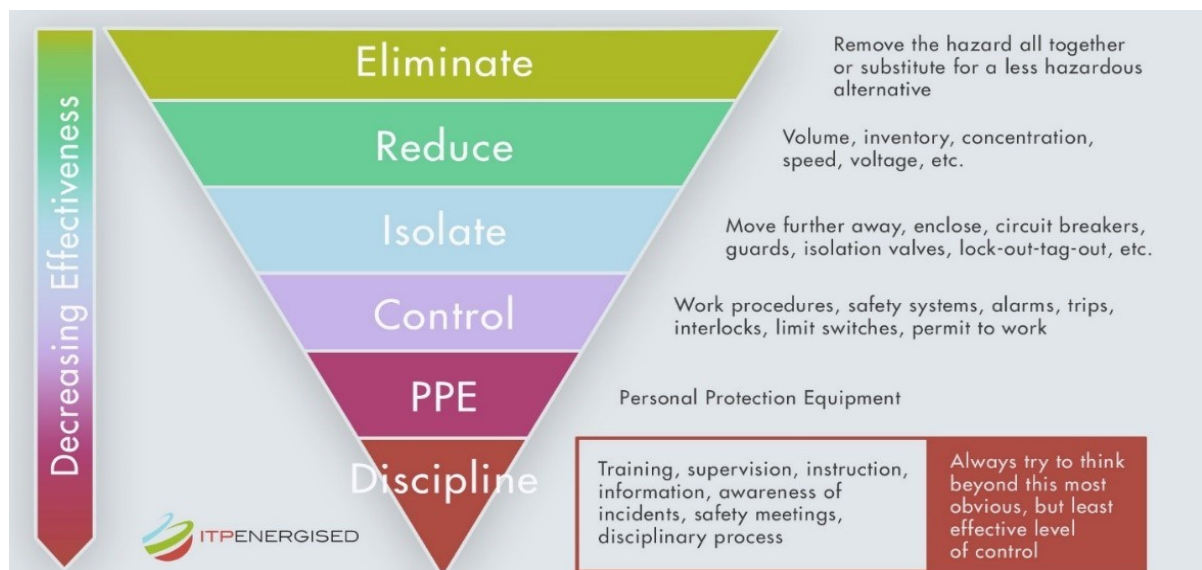 Decreasing Effectiveness
Eliminate
Remove the hazard all together
or substitute for a less hazardous
alternative
Reduce
Volume, inventory, concentration,
speed, voltage, etc.
Isolate
Move further away, enclose, circuit breakers,
guards, isolation valves, lock-out-tag-out, etc.
Control
Work procedures, safety systems, alarms, trips,
interlocks, limit switches, permit to work
PPE
Personal Protection Equipment
Discipline
Training, supervision, instruction,
information, awareness of
incidents, safety meetings,
disciplinary process
Always try to think
beyond this most
obvious, but least
effective level
of control
ITPENERGISED